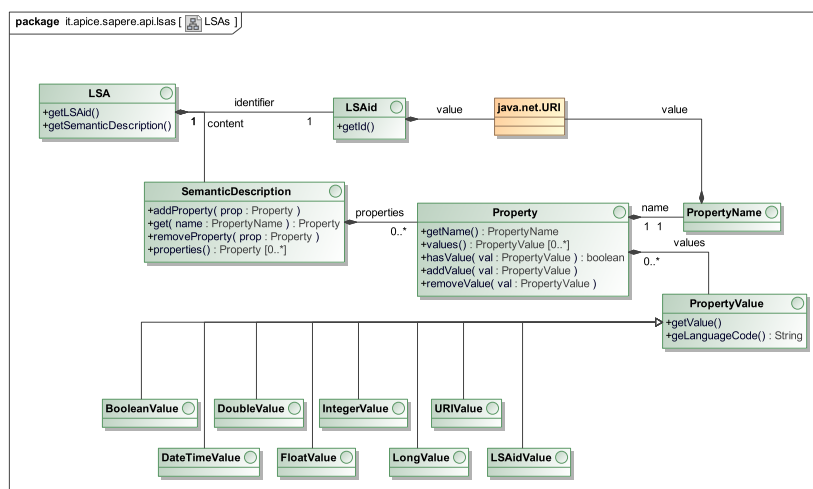 package it.apice.sapere.api.lsas [ LSAs ]
LSA
+getLSAid()
+getSemanticDescription()
identifier
1
1
content
LSAid
+getId()
value
java.net.URI
value
SemanticDescription
+addProperty( prop : Property )
+get( name : PropertyName ) : Property
+removeProperty( prop : Property )
+properties() : Property [0..*]
properties
0..*
Property
+getName() : PropertyName
+values() : PropertyValue [0..*]
+hasValue( val : PropertyValue ) : boolean
+addValue( val : PropertyValue )
+removeValue( val : PropertyValue )
name
1 1
PropertyName
values
0..*
PropertyValue
+getValue()
+geLanguageCode() : String
BooleanValue
DoubleValue
IntegerValue
URIValue
DateTimeValue
FloatValue
LongValue
LSAidValue